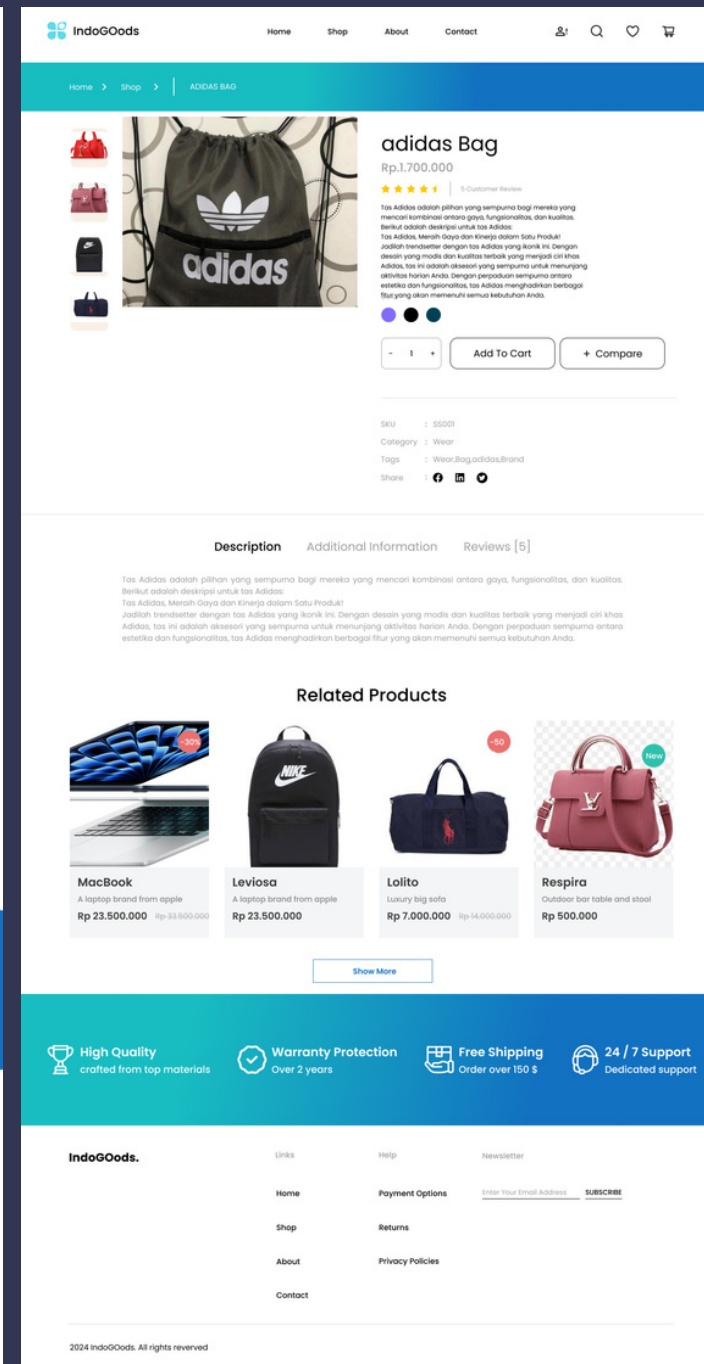 IndoGOods
Home Shop About Contact
Home > Shop > ADIDAS BAG
adidas
adidas Bag
Rp.1.700.000
5 Customer Review
Tas Adidas adalah pilihan yang sempurna bagi mereka yang
mencari kombinasi antara gaya, fungsionalitas, dan kualitas.
Berikut adalah deskripsi untuk tas Adidas:
Tas Adidas, Meraih Gaya dan Kinerja dalam Satu Produk!
Jadilah trendsetter dengan tas Adidas yang ikonik ini. Dengan
desain yang modis dan kualitas terbaik yang menjadi ciri khas
Adidas, tas ini adalah aksesori yang sempurna untuk menunjang
aktivitas harian Anda. Dengan perpaduan sempurna antara
estetika dan fungsionalitas, tas Adidas menghadirkan berbagai
fitur yang akan memenuhi semua kebutuhan Anda.
- 1 + Add To Cart + Compare
SKU : SS001
Category : Wear
Tags : Wear,Bag,adidas,Brand
Share :
Description Additional Information Reviews [5]
Tas Adidas adalah pilihan yang sempurna bagi mereka yang mencari kombinasi antara gaya, fungsionalitas, dan kualitas.
Berikut adalah deskripsi untuk tas Adidas:
Tas Adidas, Meraih Gaya dan Kinerja dalam Satu Produk!
Jadilah trendsetter dengan tas Adidas yang ikonik ini. Dengan desain yang modis dan kualitas terbaik yang menjadi ciri khas
Adidas, tas ini adalah aksesori yang sempurna untuk menunjang aktivitas harian Anda. Dengan perpaduan sempurna antara
estetika dan fungsionalitas, tas Adidas menghadirkan berbagai fitur yang akan memenuhi semua kebutuhan Anda.
Related Products
-30%
NIKE
-50
New
MacBook
A laptop brand from apple
Rp 23.500.000 Rp 33.500.000
Leviosa
A laptop brand from apple
Rp 23.500.000
Lolito
Luxury big sofa
Rp 7.000.000 Rp 14.000.000
Respira
Outdoor bar table and stool
Rp 500.000
Show More
High Quality
crafted from top materials
Warranty Protection
Over 2 years
Free Shipping
Order over 150 $
24 / 7 Support
Dedicated support
IndoGOods.
Links
Home
Shop
About
Contact
Help
Payment Options
Returns
Privacy Policies
Newsletter
Enter Your Email Address SUBSCRIBE
2024 IndoGOods. All rights reverved